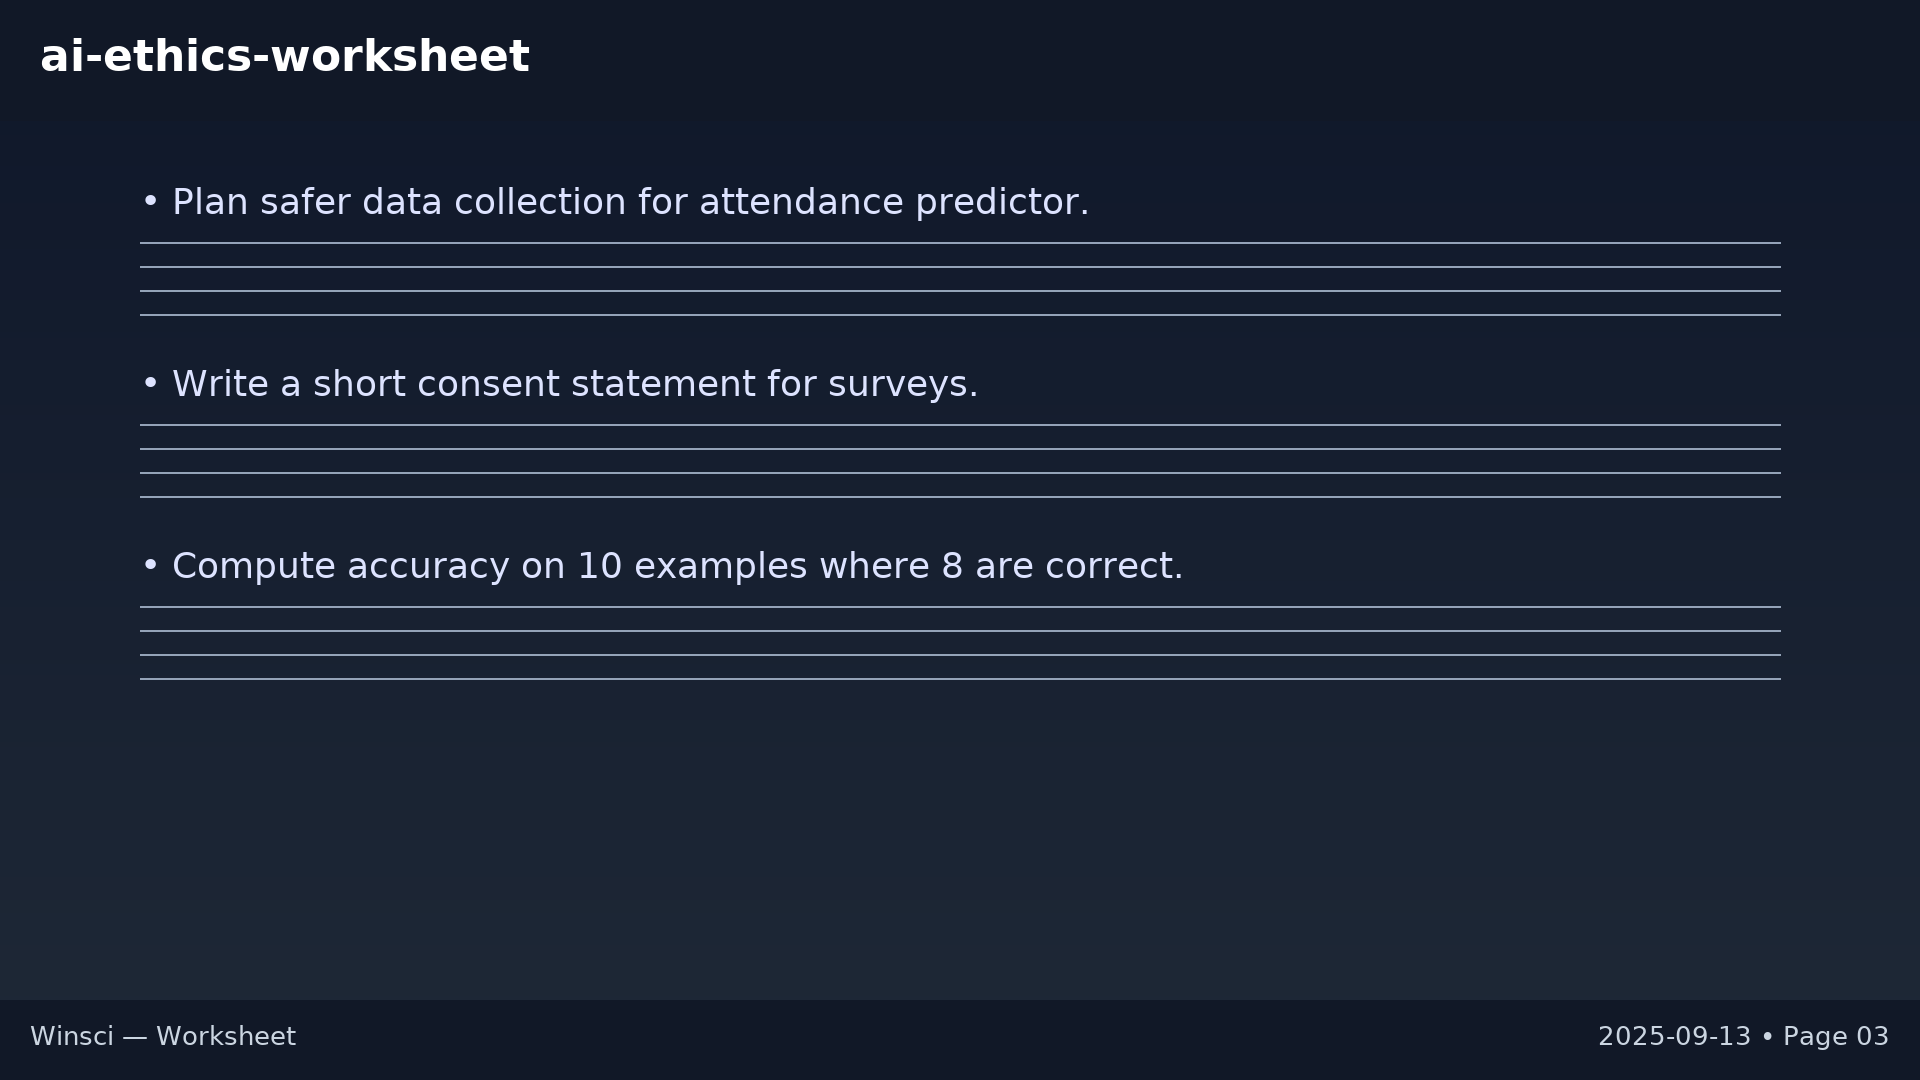 ai-ethics-worksheet
• Plan safer data collection for attendance predictor.
• Write a short consent statement for surveys.
• Compute accuracy on 10 examples where 8 are correct.
Winsci — Worksheet
2025-09-13 • Page 03